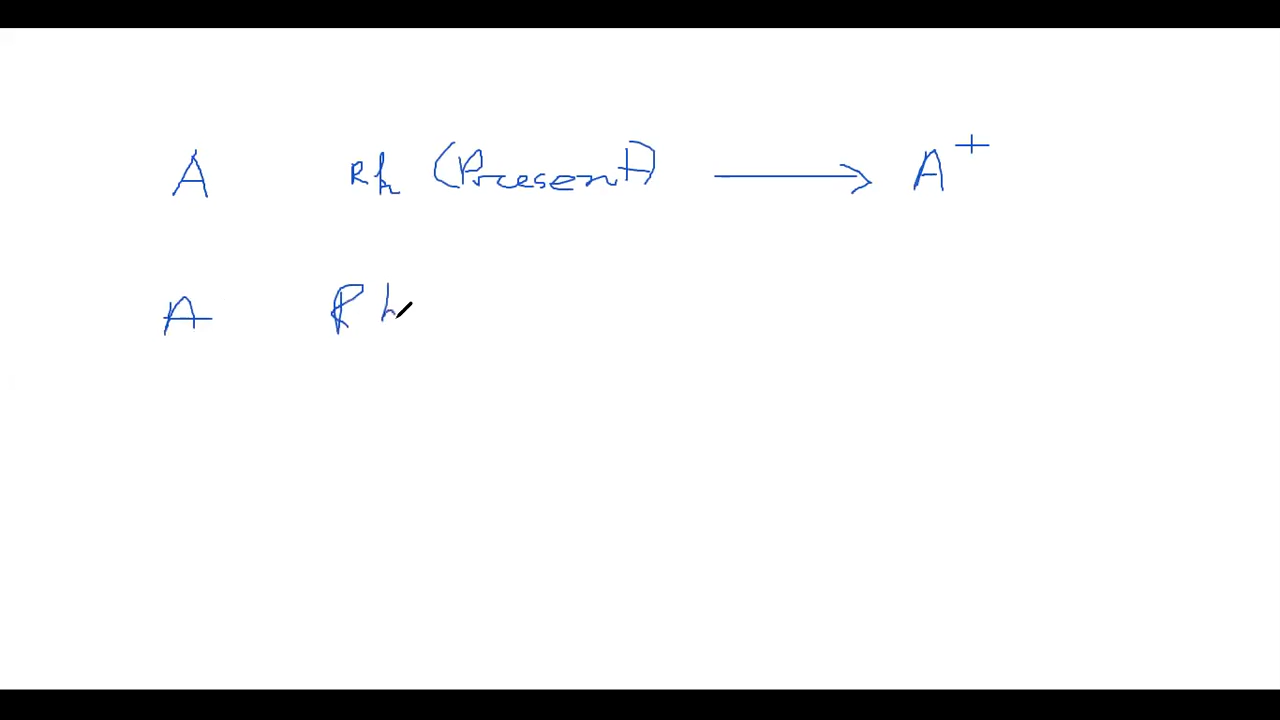 A Rh (Present) → A⁺
A Rh